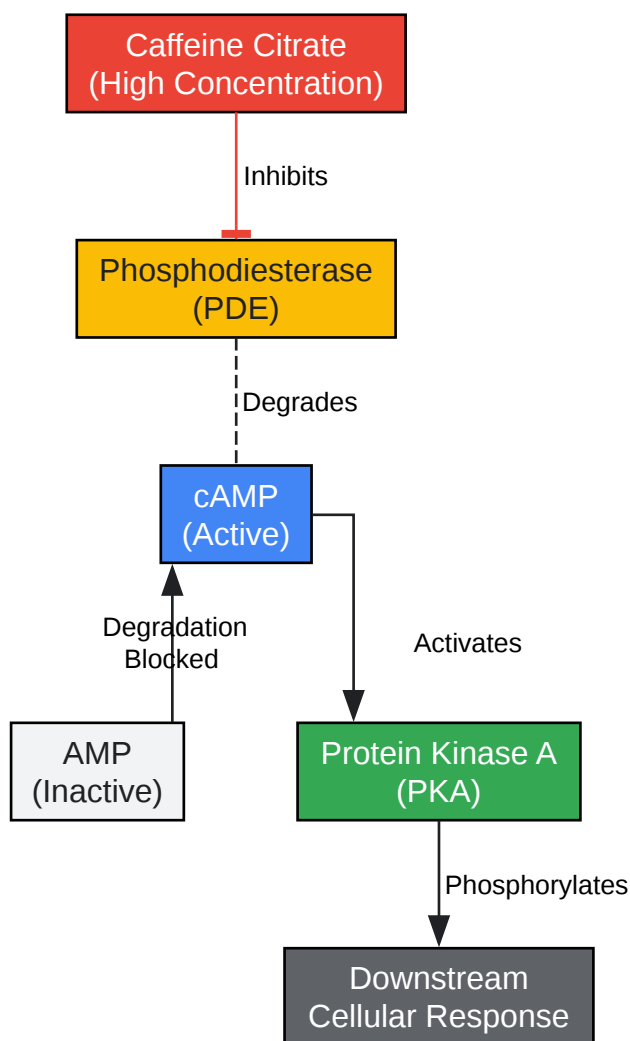 Caffeine Citrate
(High Concentration)
Inhibits
Phosphodiesterase
(PDE)
Degrades
cAMP
(Active)
Degradation
Blocked
Activates
AMP
(Inactive)
Protein Kinase A
(PKA)
Phosphorylates
Downstream
Cellular Response